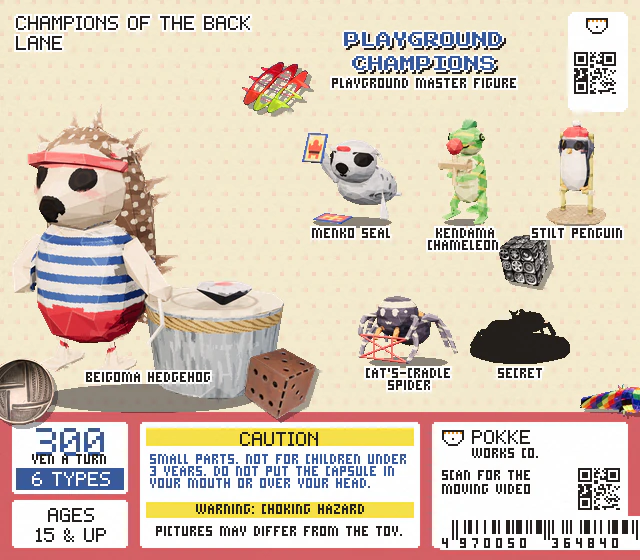 CHAMPIONS OF THE BACK
LANE
PLAYGROUND
CHAMPIONS
PLAYGROUND MASTER FIGURE
MENKO SEAL
KENDAMA
CHAMELEON
STILT PENGUIN
BEIGOMA HEDGEHOG
CAT'S-CRADLE
SPIDER
SECRET
300
YEN A TURN
6 TYPES
AGES
15 & UP
CAUTION
SMALL PARTS. NOT FOR CHILDREN UNDER
3 YEARS. DO NOT PUT THE CAPSULE IN
YOUR MOUTH OR OVER YOUR HEAD.
WARNING: CHOKING HAZARD
PICTURES MAY DIFFER FROM THE TOY.
POKKE
WORKS CO.
SCAN FOR THE
MOVING VIDEO
4 970050 364840